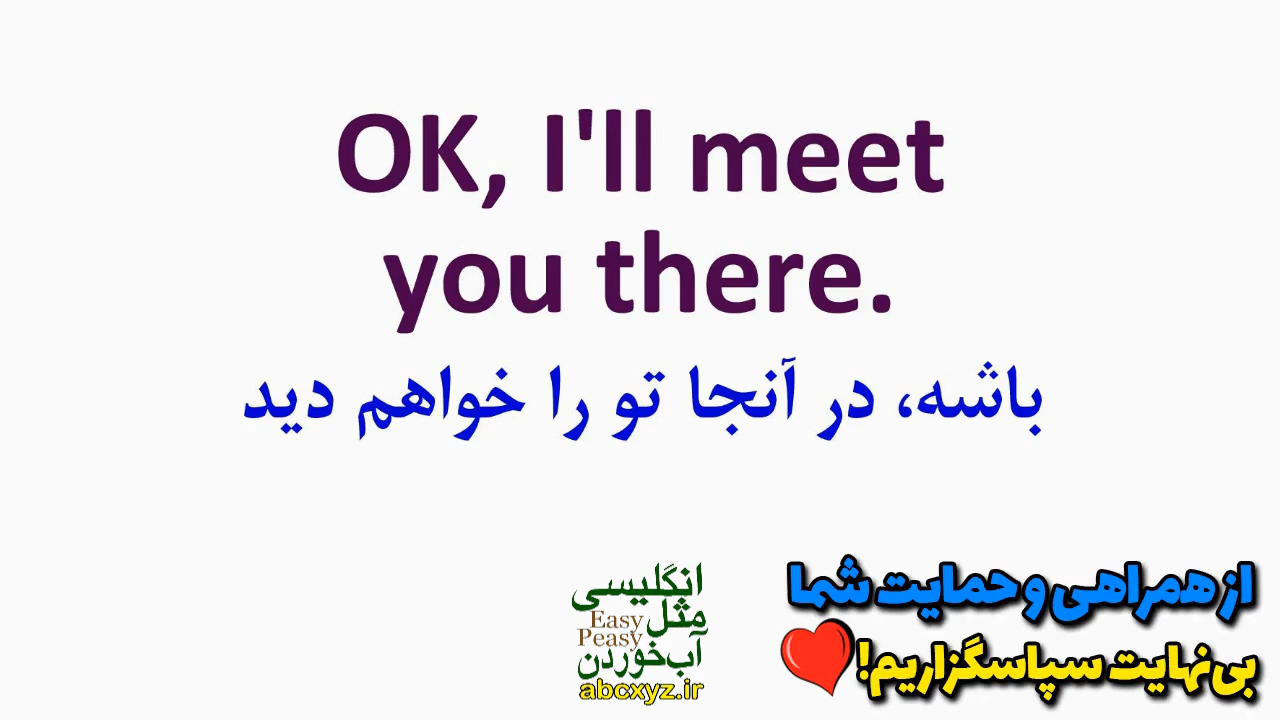 OK, I'll meet
you there.
باشه، در آنجا تو را خواهم دید
انگلیسی
مثل
Easy
Peasy
آب‌خوردن
abcxyz.ir
از همراهی و حمایت شما
بی‌نهایت سپاسگزاریم!